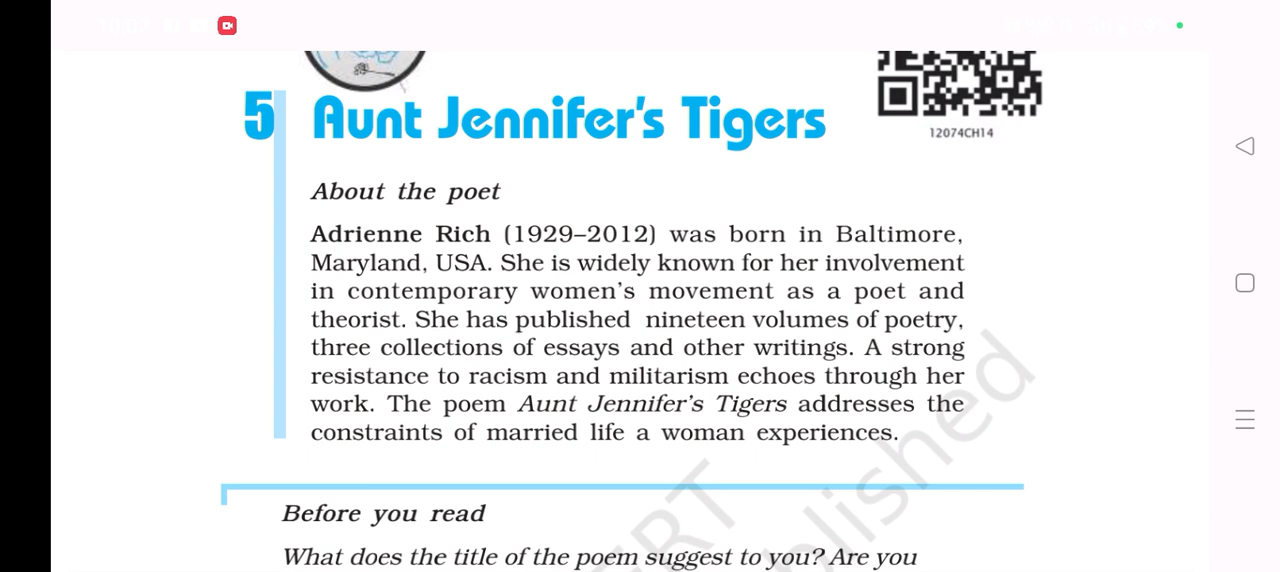 5 Aunt Jennifer's Tigers
12074CH14
About the poet
Adrienne Rich (1929–2012) was born in Baltimore,
Maryland, USA. She is widely known for her involvement
in contemporary women's movement as a poet and
theorist. She has published nineteen volumes of poetry,
three collections of essays and other writings. A strong
resistance to racism and militarism echoes through her
work. The poem Aunt Jennifer's Tigers addresses the
constraints of married life a woman experiences.
Before you read
What does the title of the poem suggest to you? Are you